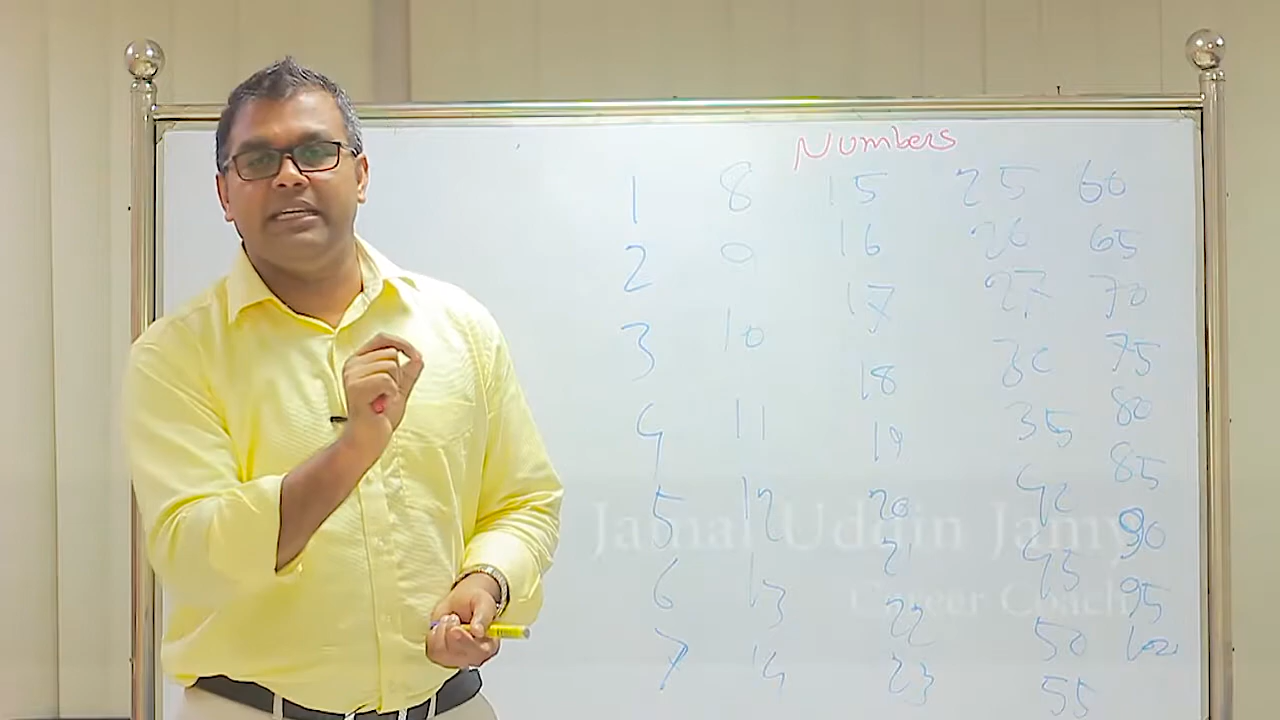 Numbers
1 8 15 25 60
2 9 16 26 65
3 10 17 27 70
4 11 18 30 75
5 12 19 35 80
6 13 20 40 85
7 14 21 45 90
22 50 95
23 55 100
Jamal Uddin Jamy
Career Coach